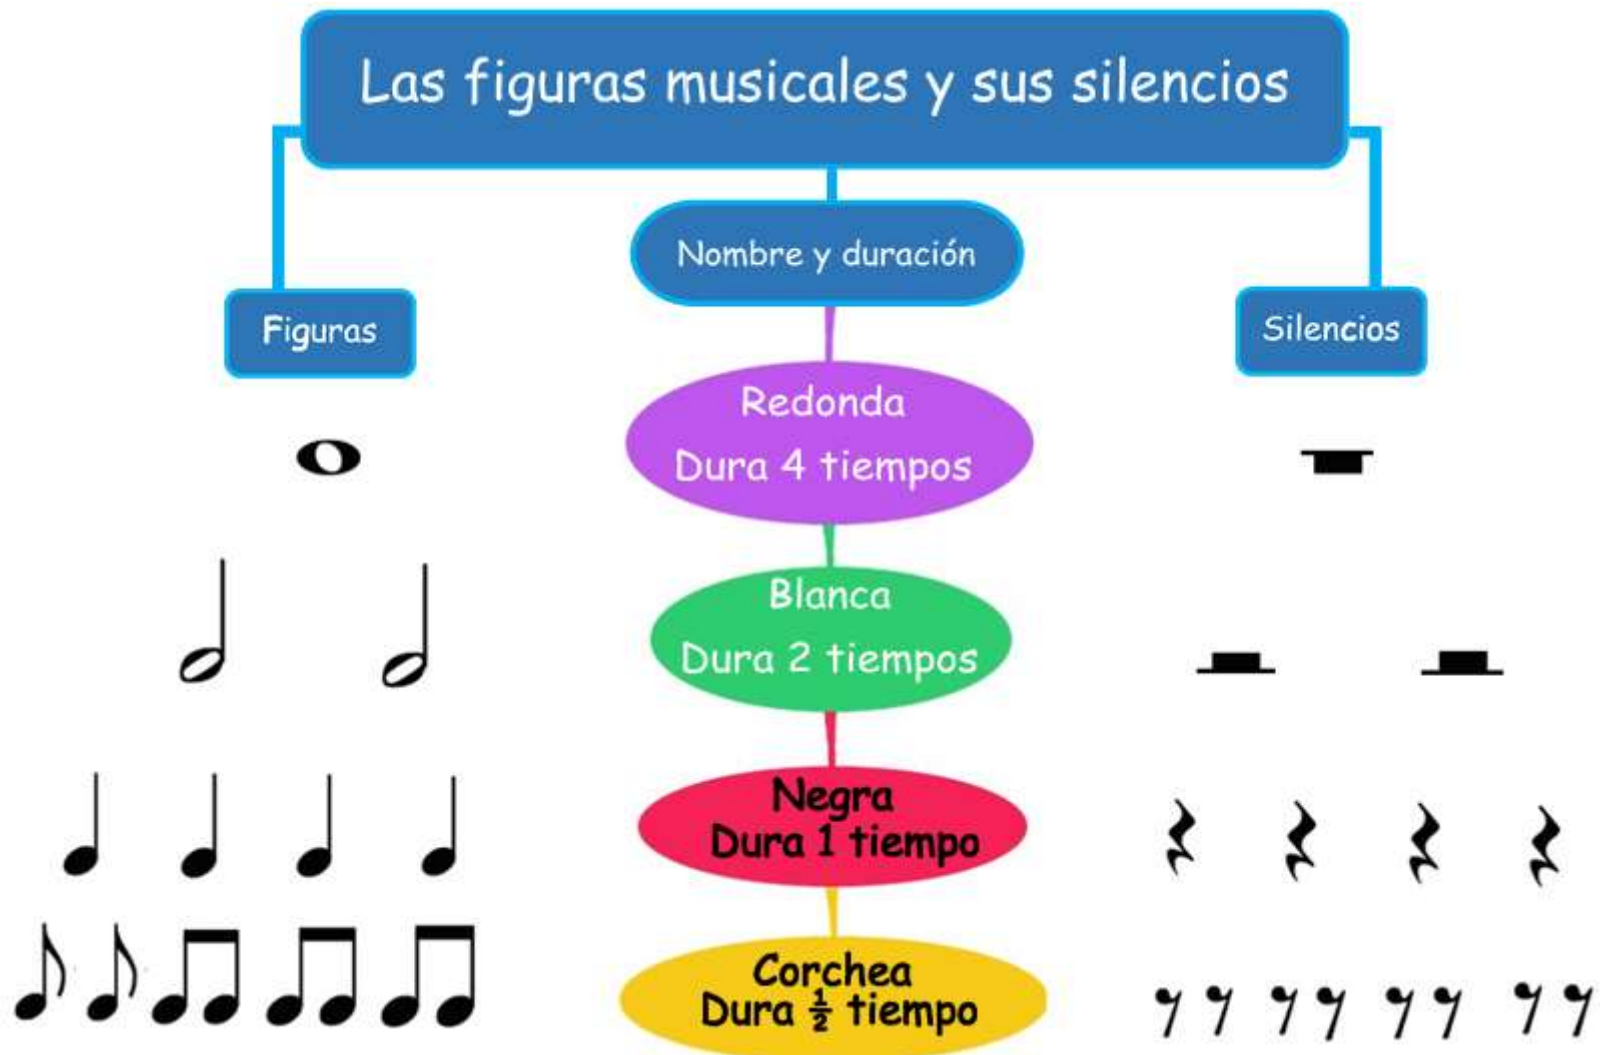 Las figuras musicales y sus silencios
Nombre y duración
Figuras
Silencios
Redonda
Dura 4 tiempos
Blanca
Dura 2 tiempos
Negra
Dura 1 tiempo
Corchea
Dura ½ tiempo